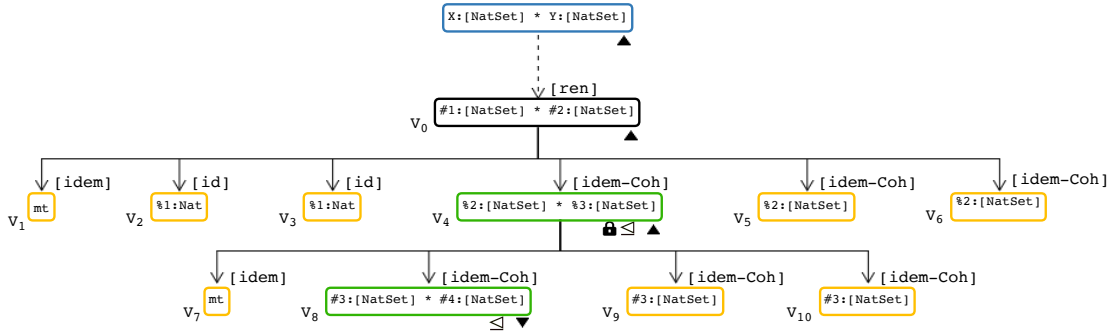 X:[NatSet] * Y:[NatSet]
[ren]
#1:[NatSet] * #2:[NatSet]
V0
[idem] [id] [id] [idem-Coh] [idem-Coh] [idem-Coh]
mt %1:Nat %1:Nat %2:[NatSet] * %3:[NatSet] %2:[NatSet] %2:[NatSet]
V1 V2 V3 V4 V5 V6
[idem] [idem-Coh] [idem-Coh] [idem-Coh]
mt #3:[NatSet] * #4:[NatSet] #3:[NatSet] #3:[NatSet]
V7 V8 V9 V10